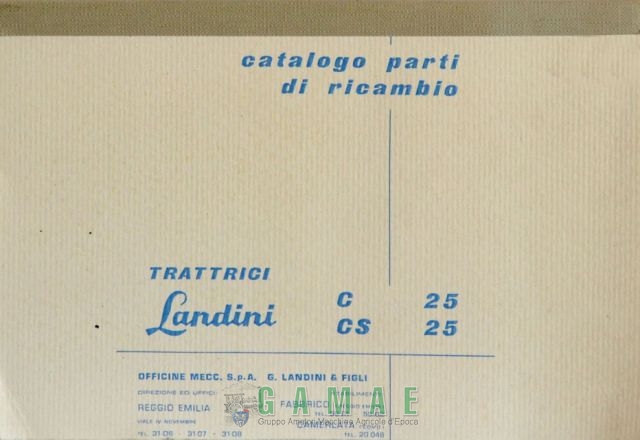 catalogo parti
di ricambio
TRATTRICI
Landini
C 25
CS 25
OFFICINE MECC. S.p.A. G. LANDINI & FIGLI
DIREZIONE ED UFFICI:
REGGIO EMILIA
VIALE IV NOVEMBRE
TEL. 31-06 - 31-07 - 31-08
FABBRICO
CAMERLATA
TEL. 20.048
GAMAE
Gruppo Amatori Macchine Agricole d'Epoca